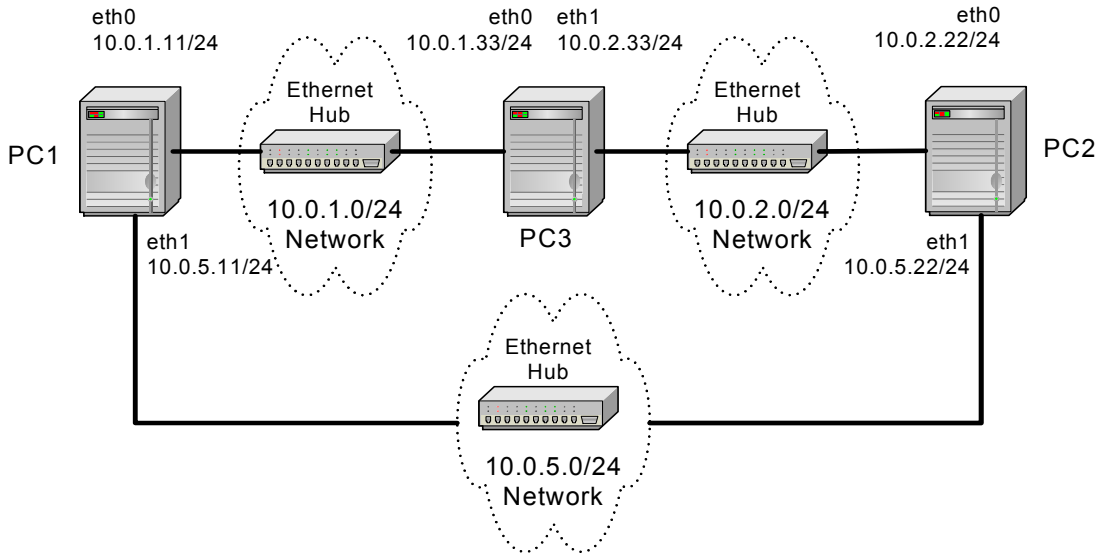 eth0
10.0.1.11/24
eth0
10.0.1.33/24
eth1
10.0.2.33/24
eth0
10.0.2.22/24
Ethernet
Hub
Ethernet
Hub
PC1
PC2
10.0.1.0/24
Network
PC3
10.0.2.0/24
Network
eth1
10.0.5.11/24
eth1
10.0.5.22/24
Ethernet
Hub
10.0.5.0/24
Network